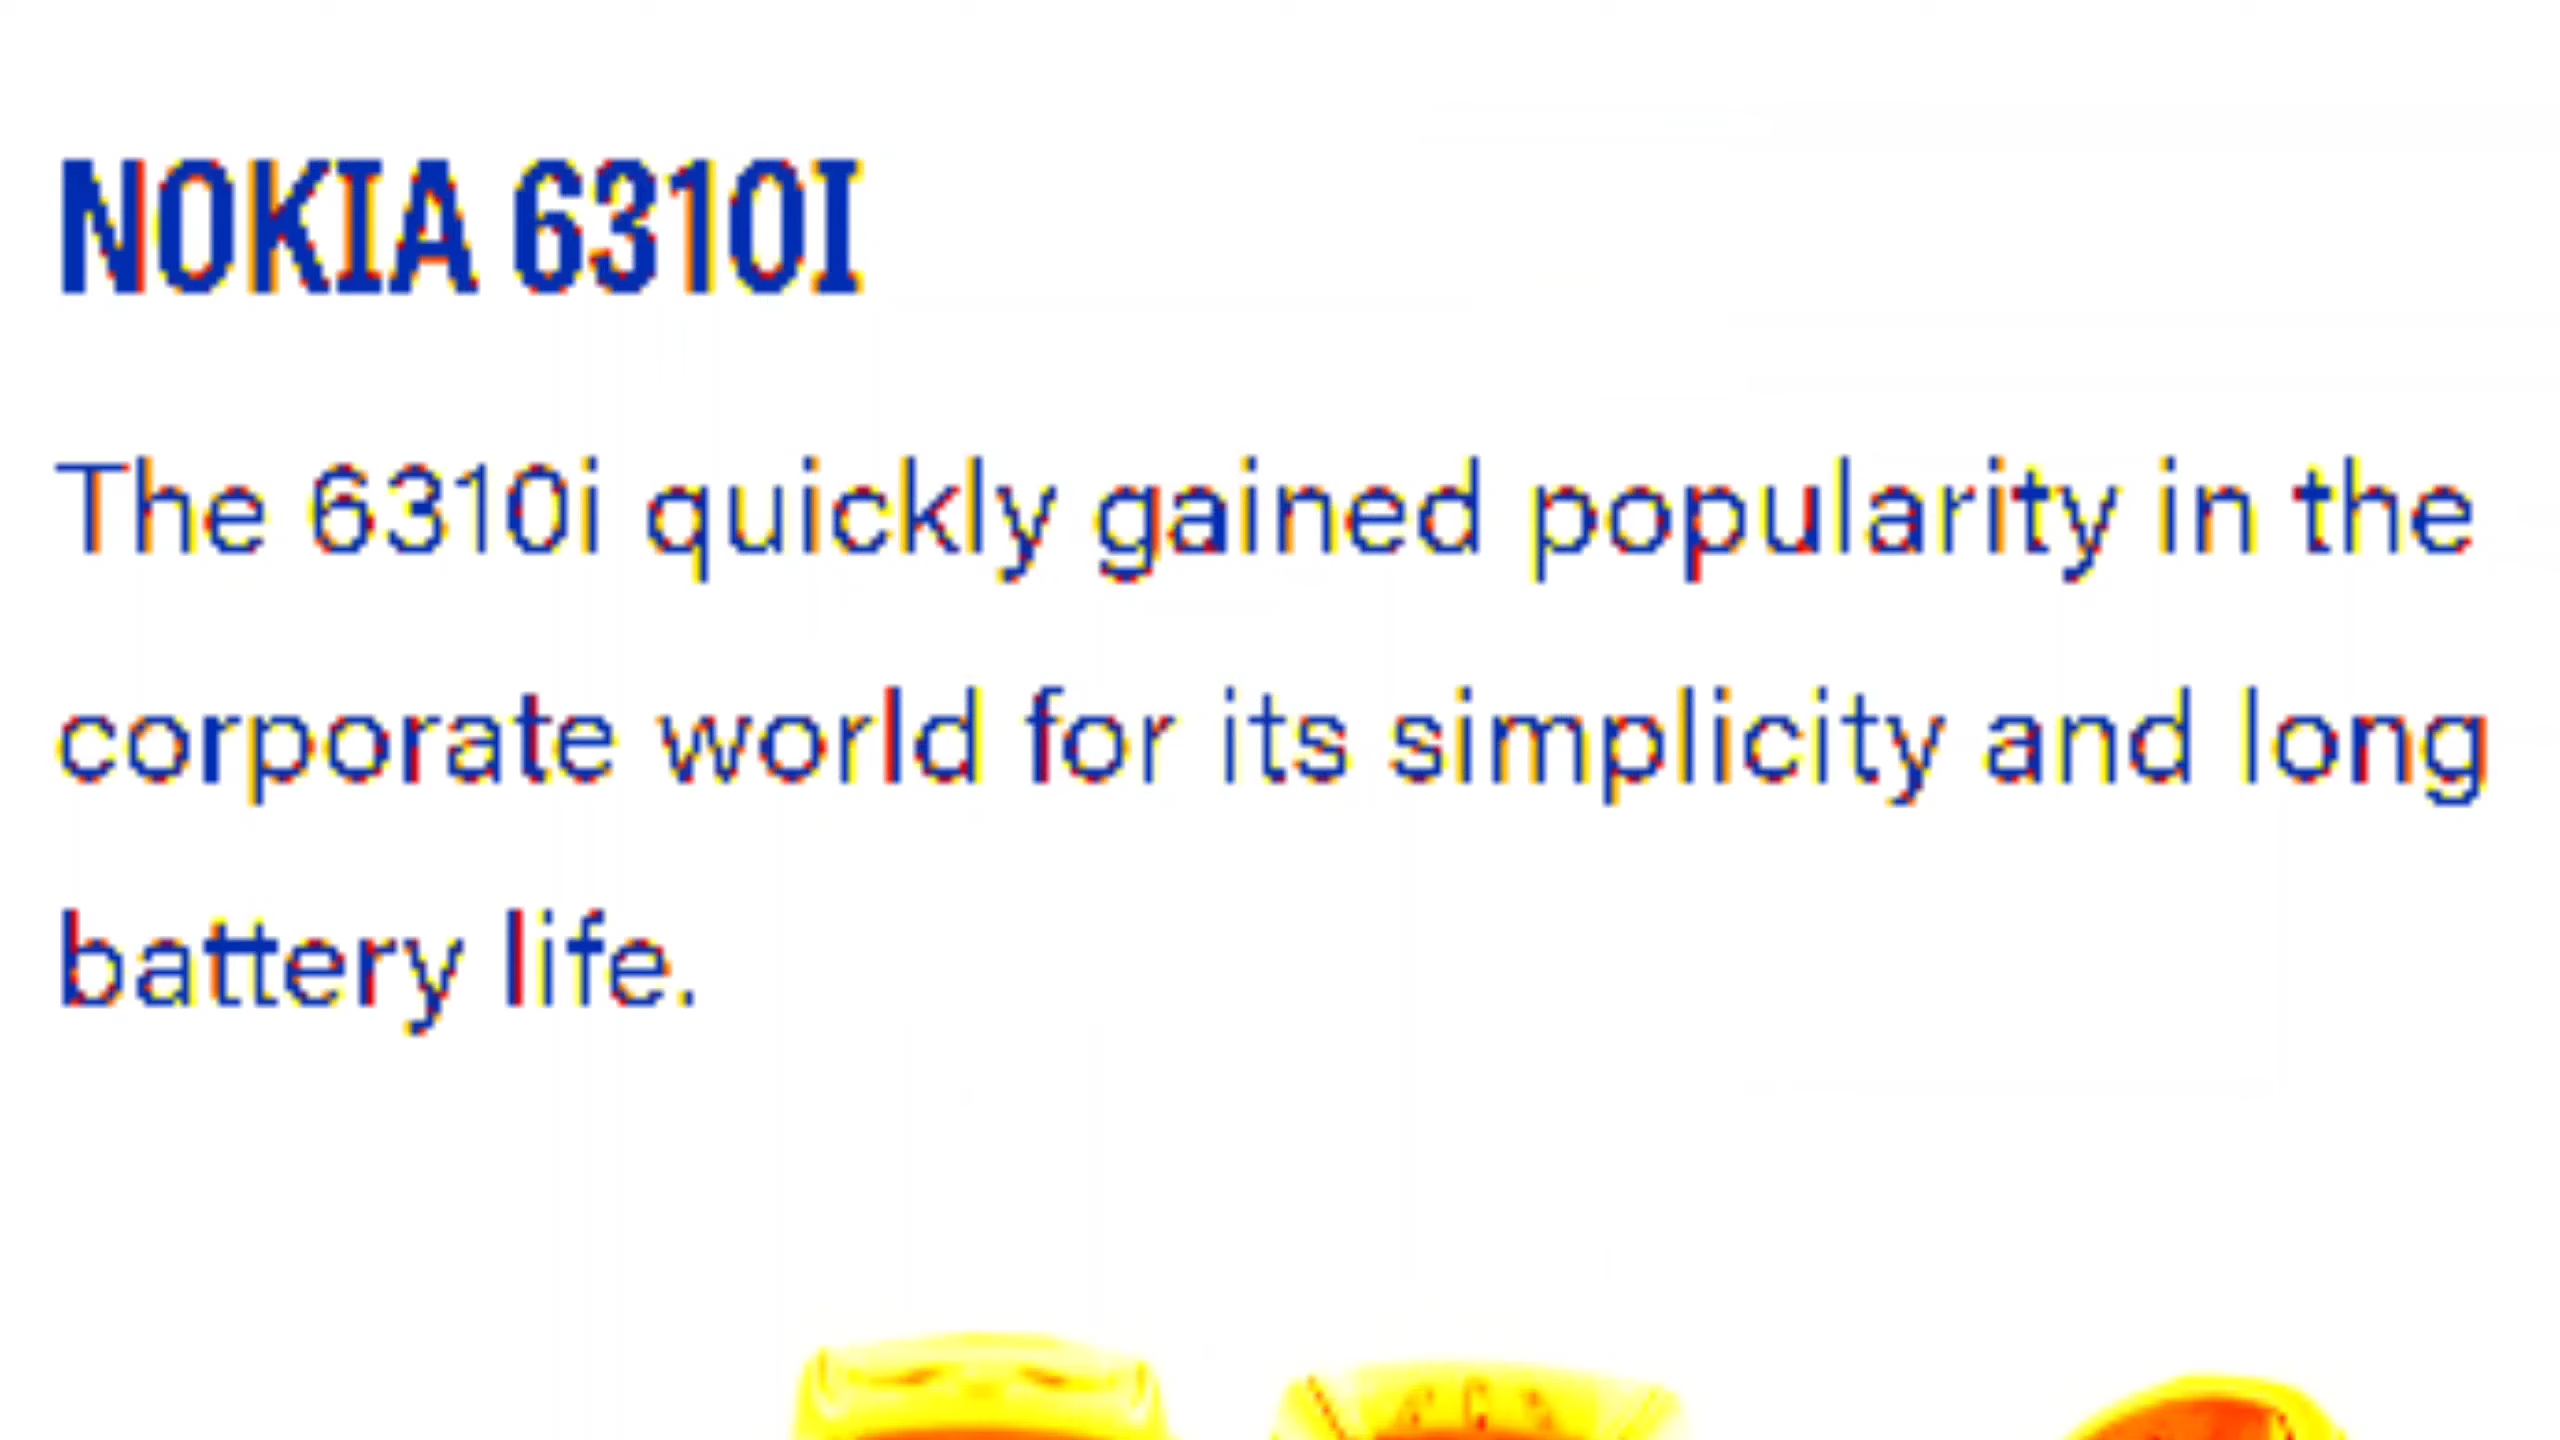 NOKIA 6310I
The 6310i quickly gained popularity in the
corporate world for its simplicity and long
battery life.